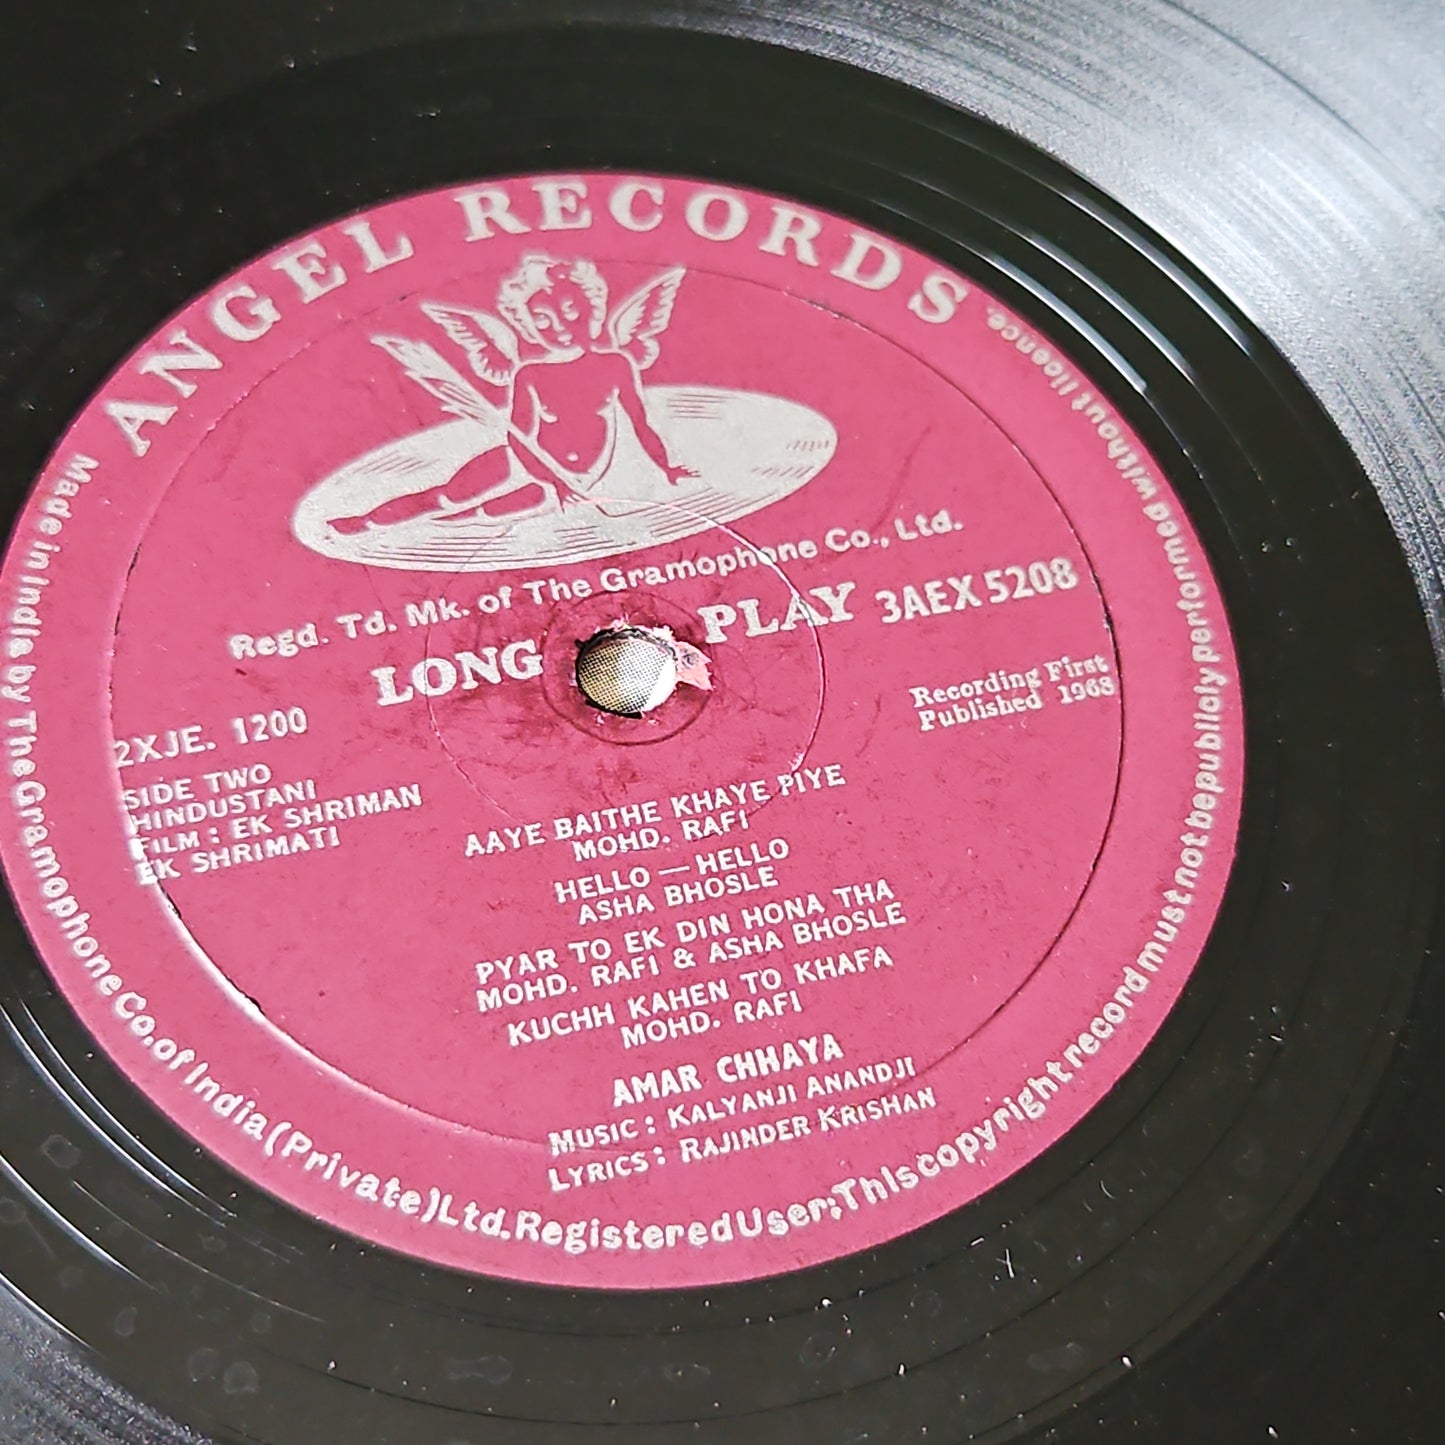 ANGEL RECORDS
Regd. Td. Mk. of The Gramophone Co., Ltd.
LONG PLAY 3AEX 5208
Recording First
Published 1968
2XJE. 1200
SIDE TWO
HINDUSTANI
FILM : EK SHRIMAN
EK SHRIMATI
AAYE BAITHE KHAYE PIYE
MOHD. RAFI
HELLO — HELLO
ASHA BHOSLE
PYAR TO EK DIN HONA THA
MOHD. RAFI & ASHA BHOSLE
KUCHH KAHEN TO KHAFA
MOHD. RAFI
AMAR CHHAYA
MUSIC : KALYANJI ANANDJI
LYRICS : RAJINDER KRISHAN
Made in India by The Gramophone Co. of India (Private) Ltd. Registered User; This copyright record must not be publicly performed without licence.